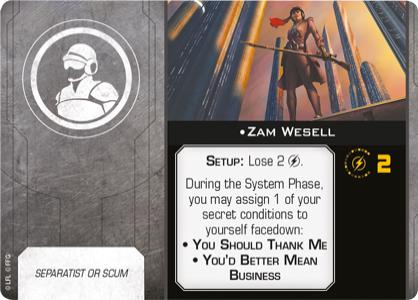 •ZAM WESELL
SETUP: Lose 2.
2
During the System Phase,
you may assign 1 of your
secret conditions to
yourself facedown:
• YOU SHOULD THANK ME
• YOU'D BETTER MEAN
BUSINESS
SEPARATIST OR SCUM
© LFL © FFG